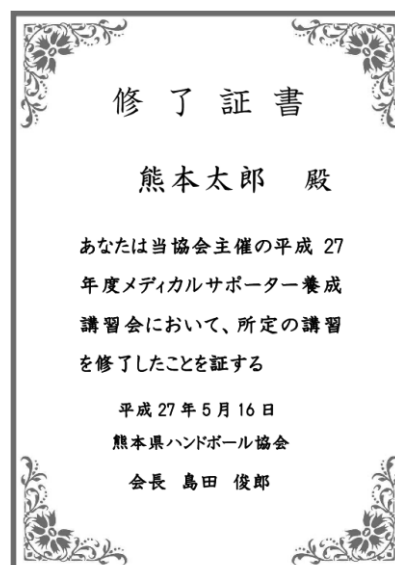 修了証書
熊本太郎　殿
あなたは当協会主催の平成 27
年度メディカルサポーター養成
講習会において、所定の講習
を修了したことを証する
平成 27 年 5 月 16 日
熊本県ハンドボール協会
会長　島田　俊郎